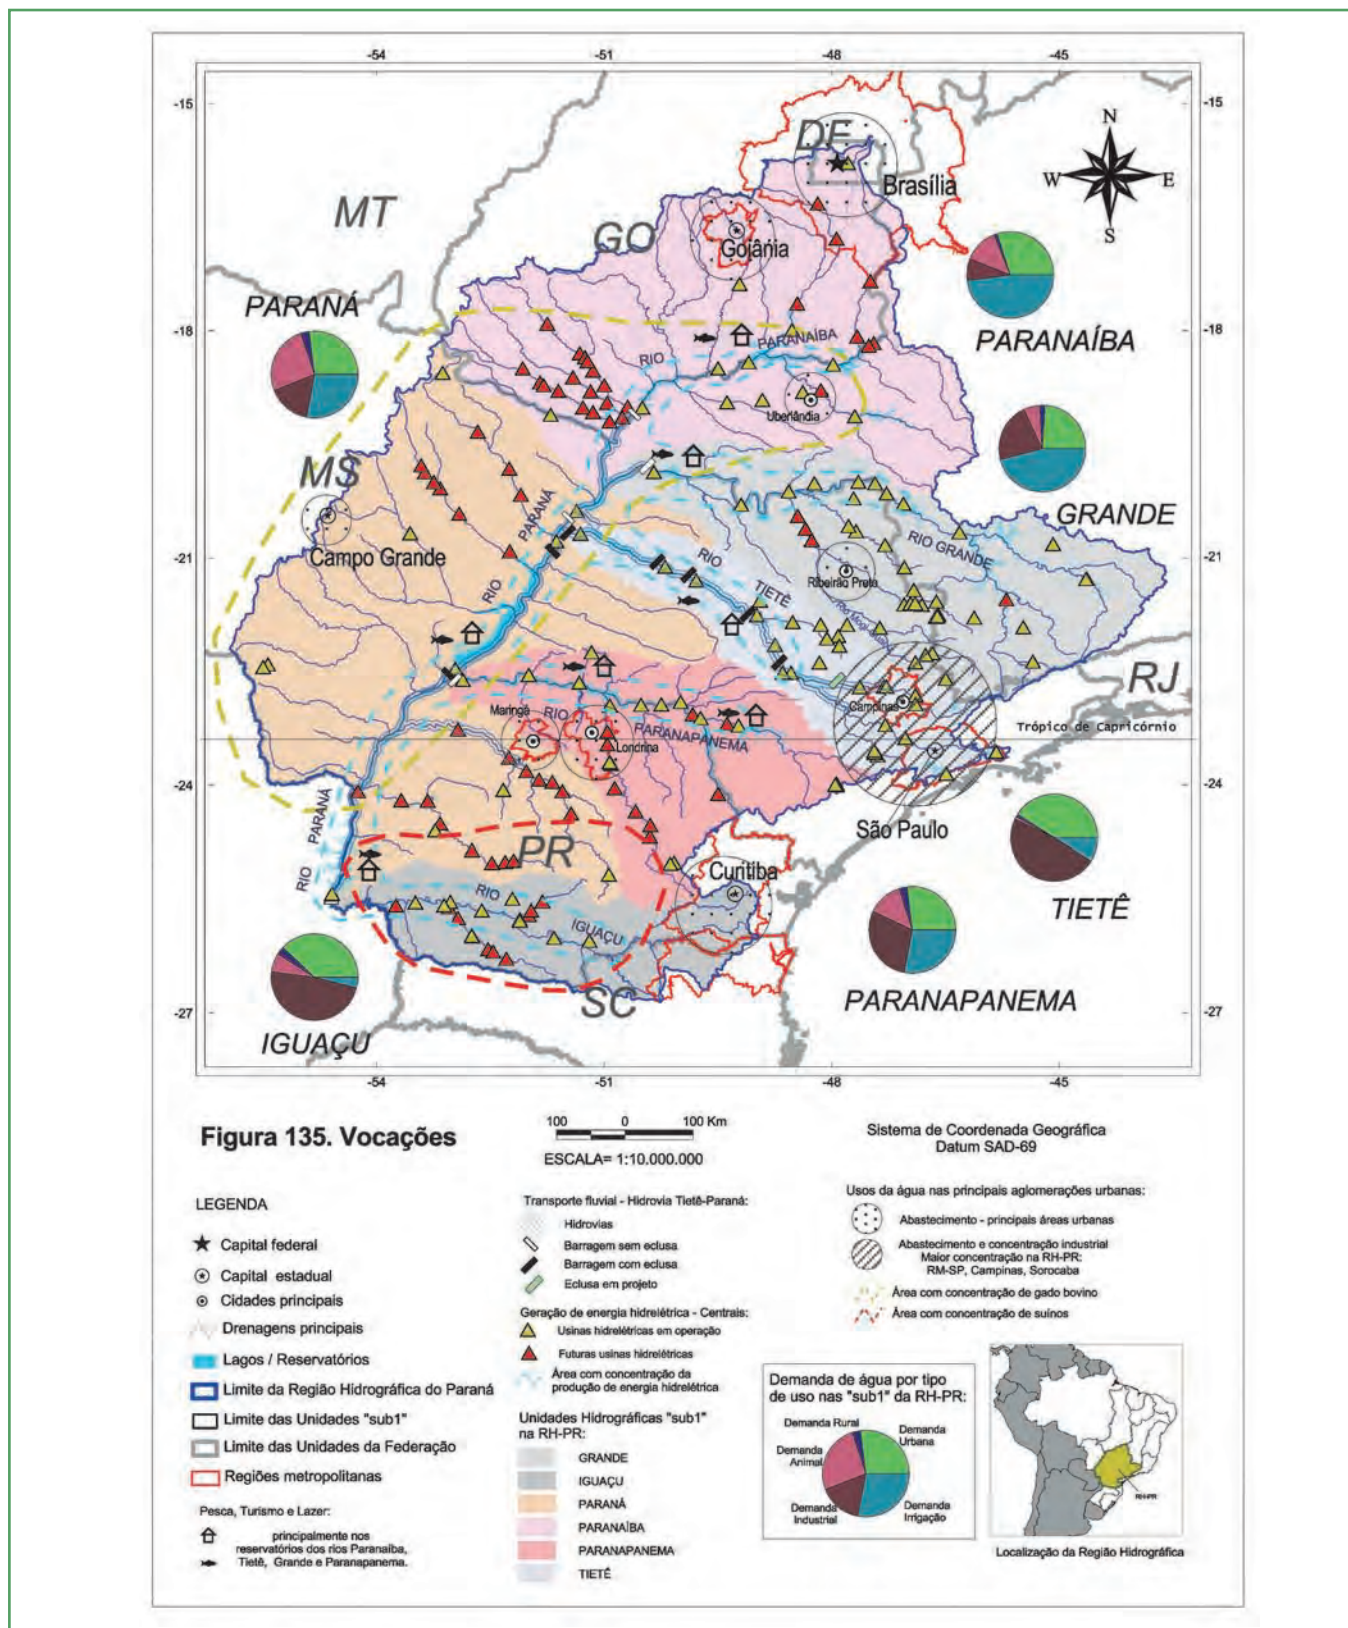 -54
-51
-48
-45
-15
-15
N
W
E
S
DF
Brasília
MT
GO
Goiânia
PARANÁ
PARANAÍBA
-18
-18
RIO
PARANAÍBA
Uberlândia
MS
Campo Grande
GRANDE
PARANÁ
RIO
-21
-21
RIO GRANDE
RIO
TIETÊ
Ribeirão Preto
RJ
Trópico de Capricórnio
Maringá
RIO
Londrina
PARANAPANEMA
Campinas
-24
-24
São Paulo
PARANÁ
RIO
PR
Curitiba
TIETÊ
RIO
IGUAÇU
PARANAPANEMA
SC
-27
-27
IGUAÇU
-54
-51
-48
-45
Figura 135. Vocações
100 0 100 Km
ESCALA= 1:10.000.000
Sistema de Coordenada Geográfica
Datum SAD-69
LEGENDA
Capital federal
Capital estadual
Cidades principais
Drenagens principais
Lagos / Reservatórios
Limite da Região Hidrográfica do Paraná
Limite das Unidades "sub1"
Limite das Unidades da Federação
Regiões metropolitanas
Pesca, Turismo e Lazer:
principalmente nos
reservatórios dos rios Paranaiba,
Tietê, Grande e Paranapanema.
Transporte fluvial - Hidrovia Tietê-Paraná:
Hidrovias
Barragem sem eclusa
Barragem com eclusa
Eclusa em projeto
Geração de energia hidrelétrica - Centrais:
Usinas hidrelétricas em operação
Futuras usinas hidrelétricas
Área com concentração da
produção de energia hidrelétrica
Unidades Hidrográficas "sub1"
na RH-PR:
GRANDE
IGUAÇU
PARANÁ
PARANAÍBA
PARANAPANEMA
TIETÊ
Usos da água nas principais aglomerações urbanas:
Abastecimento - principais áreas urbanas
Abastecimento e concentração industrial
Maior concentração na RH-PR:
RM-SP, Campinas, Sorocaba
Área com concentração de gado bovino
Área com concentração de suínos
Demanda de água por tipo
de uso nas "sub1" da RH-PR:
Demanda Rural
Demanda
Urbana
Demanda
Animal
Demanda
Industrial
Demanda
Irrigação
RH-PR
Localização da Região Hidrográfica